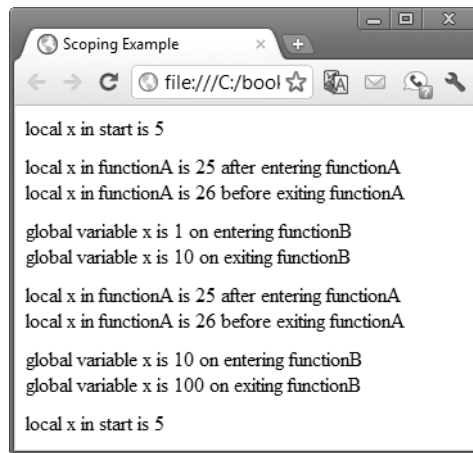 Scoping Example
file:///C:/book
local x in start is 5
local x in functionA is 25 after entering functionA
local x in functionA is 26 before exiting functionA
global variable x is 1 on entering functionB
global variable x is 10 on exiting functionB
local x in functionA is 25 after entering functionA
local x in functionA is 26 before exiting functionA
global variable x is 10 on entering functionB
global variable x is 100 on exiting functionB
local x in start is 5